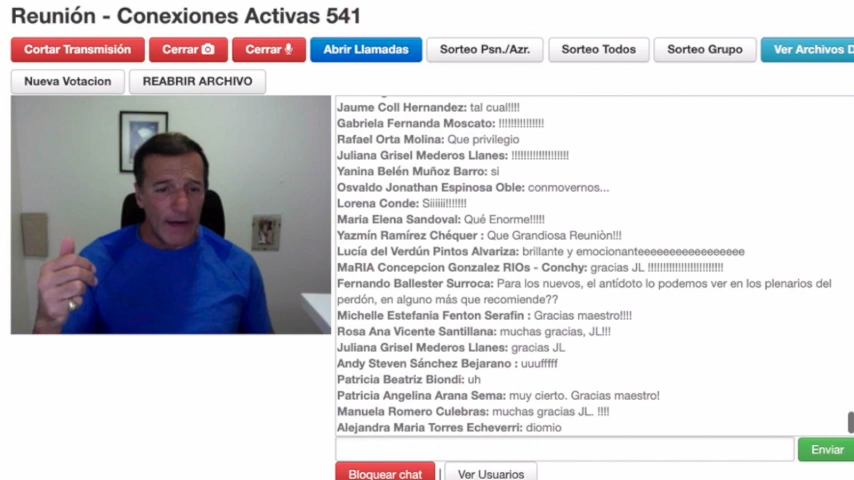 Reunión - Conexiones Activas 541
Cortar Transmisión Cerrar Cerrar Abrir Llamadas Sorteo Psn./Azr. Sorteo Todos Sorteo Grupo Ver Archivos D
Nueva Votacion REABRIR ARCHIVO
Jaume Coll Hernandez: tal cual!!!!
Gabriela Fernanda Moscato: !!!!!!!!!!!!!!!!
Rafael Orta Molina: Que privilegio
Juliana Grisel Mederos Llanes: !!!!!!!!!!!!!!!!!!!!
Yanina Belén Muñoz Barro: si
Osvaldo Jonathan Espinosa Oble: conmovernos...
Lorena Conde: Siiiiii!!!!!!!
Maria Elena Sandoval: Qué Enorme!!!!!
Yazmín Ramírez Chéquer : Que Grandiosa Reuniòn!!!
Lucía del Verdún Pintos Alvariza: brillante y emocionanteeeeeeeeeeeeeeeeee
MaRIA Concepcion Gonzalez RIOs - Conchy: gracias JL !!!!!!!!!!!!!!!!!!!!!!!!!
Fernando Ballester Surroca: Para los nuevos, el antídoto lo podemos ver en los plenarios del
perdón, en alguno más que recomiende??
Michelle Estefania Fenton Serafin : Gracias maestro!!!!
Rosa Ana Vicente Santillana: muchas gracias, JL!!!
Juliana Grisel Mederos Llanes: gracias JL
Andy Steven Sánchez Bejarano : uuufffff
Patricia Beatriz Biondi: uh
Patricia Angelina Arana Sema: muy cierto. Gracias maestro!
Manuela Romero Culebras: muchas gracias JL. !!!!
Alejandra Maria Torres Echeverri: diomio
Enviar
Bloquear chat | Ver Usuarios